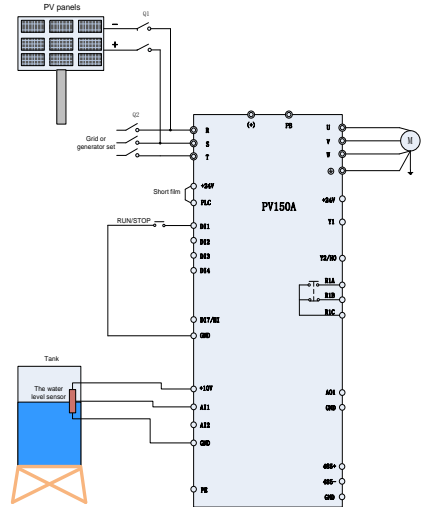 PV panels
Q1
−
+
Q2
Grid or
generator set
R
S
T
(+)
PB
U
V
W
M
Short film
+24V
PLC
PV150A
+24V
Y1
RUN/STOP
DI1
DI2
DI3
DI4
Y2/HO
R1A
R1B
R1C
DI7/HI
GND
Tank
The water
level sensor
+10V
AI1
AI2
GND
AO1
GND
PE
485+
485-
GND